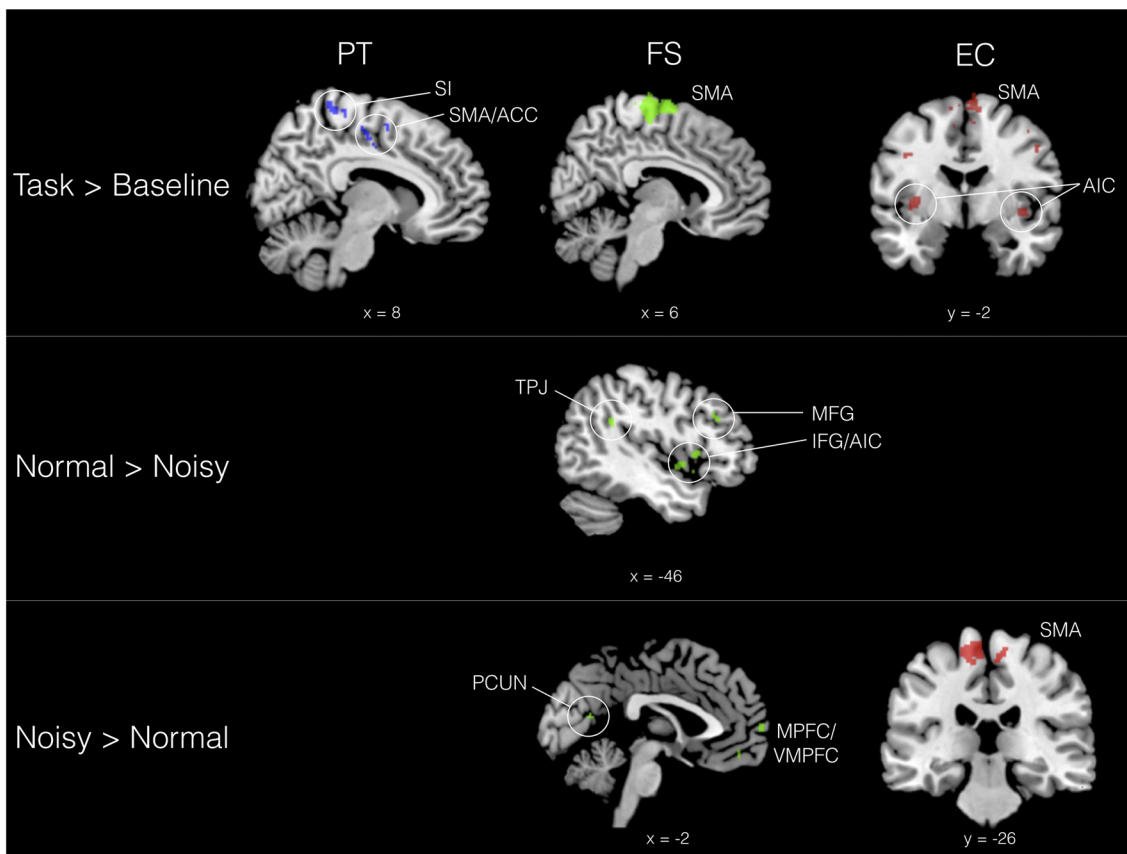 PT
FS
EC
SI
SMA/ACC
SMA
SMA
Task > Baseline
AIC
x = 8
x = 6
y = -2
TPJ
MFG
IFG/AIC
Normal > Noisy
x = -46
SMA
PCUN
Noisy > Normal
MPFC/
VMPFC
x = -2
y = -26